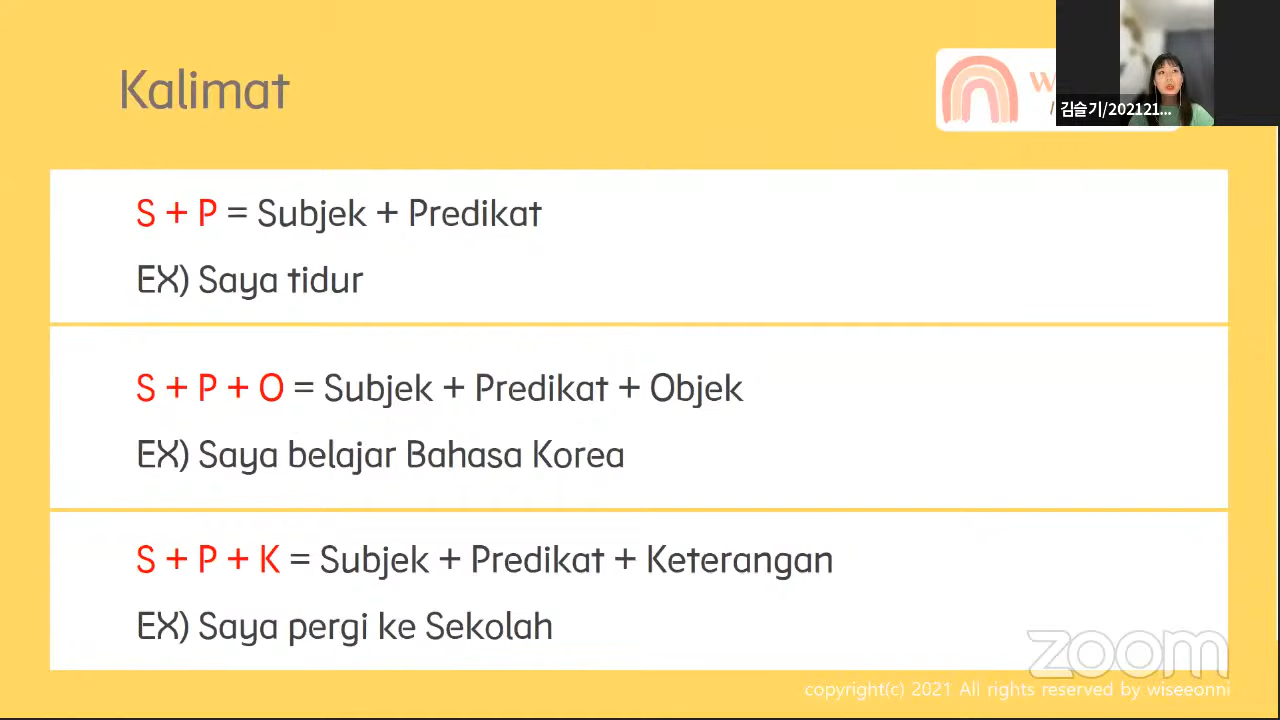 Kalimat
W
김슬기/202121...
S + P = Subjek + Predikat
EX) Saya tidur
S + P + O = Subjek + Predikat + Objek
EX) Saya belajar Bahasa Korea
S + P + K = Subjek + Predikat + Keterangan
EX) Saya pergi ke Sekolah
zoom
copyright(c) 2021 All rights reserved by wiseeonni